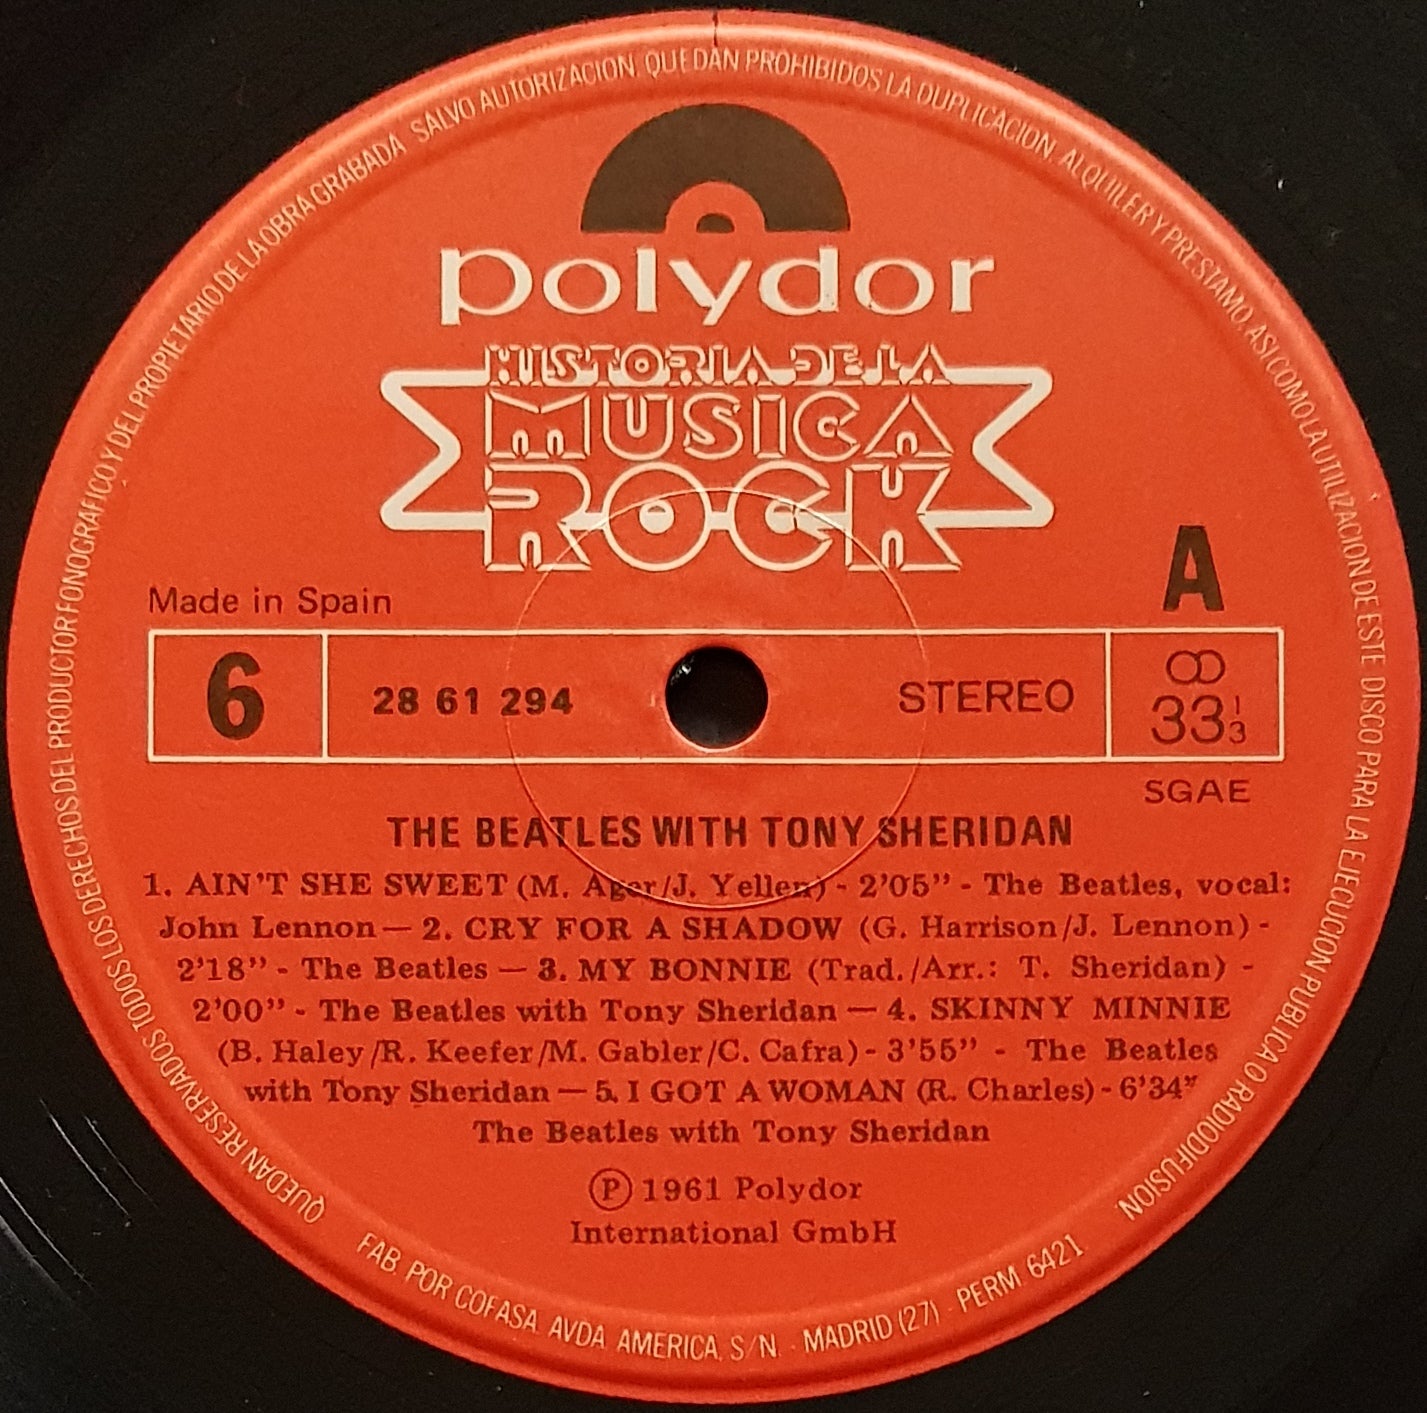 polydor
HISTORIA DE LA
MUSICA
ROCK
A
Made in Spain
6
28 61 294
STEREO
33 1/3
SGAE
THE BEATLES WITH TONY SHERIDAN
1. AIN'T SHE SWEET (M. Ager/J. Yellen) - 2'05" - The Beatles, vocal:
John Lennon — 2. CRY FOR A SHADOW (G. Harrison/J. Lennon) -
2'18" - The Beatles — 3. MY BONNIE (Trad./Arr.: T. Sheridan) -
2'00" - The Beatles with Tony Sheridan — 4. SKINNY MINNIE
(B. Haley/R. Keefer/M. Gabler/C. Cafra) - 3'55" - The Beatles
with Tony Sheridan — 5. I GOT A WOMAN (R. Charles) - 6'34"
The Beatles with Tony Sheridan
Ⓟ 1961 Polydor
International GmbH
QUEDAN RESERVADOS TODOS LOS DERECHOS DEL PRODUCTOR FONOGRAFICO Y DEL PROPIETARIO DE LA OBRA GRABADA. SALVO AUTORIZACION. QUEDAN PROHIBIDOS LA DUPLICACION. ALQUILER Y PRESTAMO. ASI COMO LA UTILIZACION DE ESTE DISCO PARA LA EJECUCION PUBLICA O RADIODIFUSION.
FAB. POR COFASA. AVDA. AMERICA, S/N. - MADRID (27) - PERM 6421